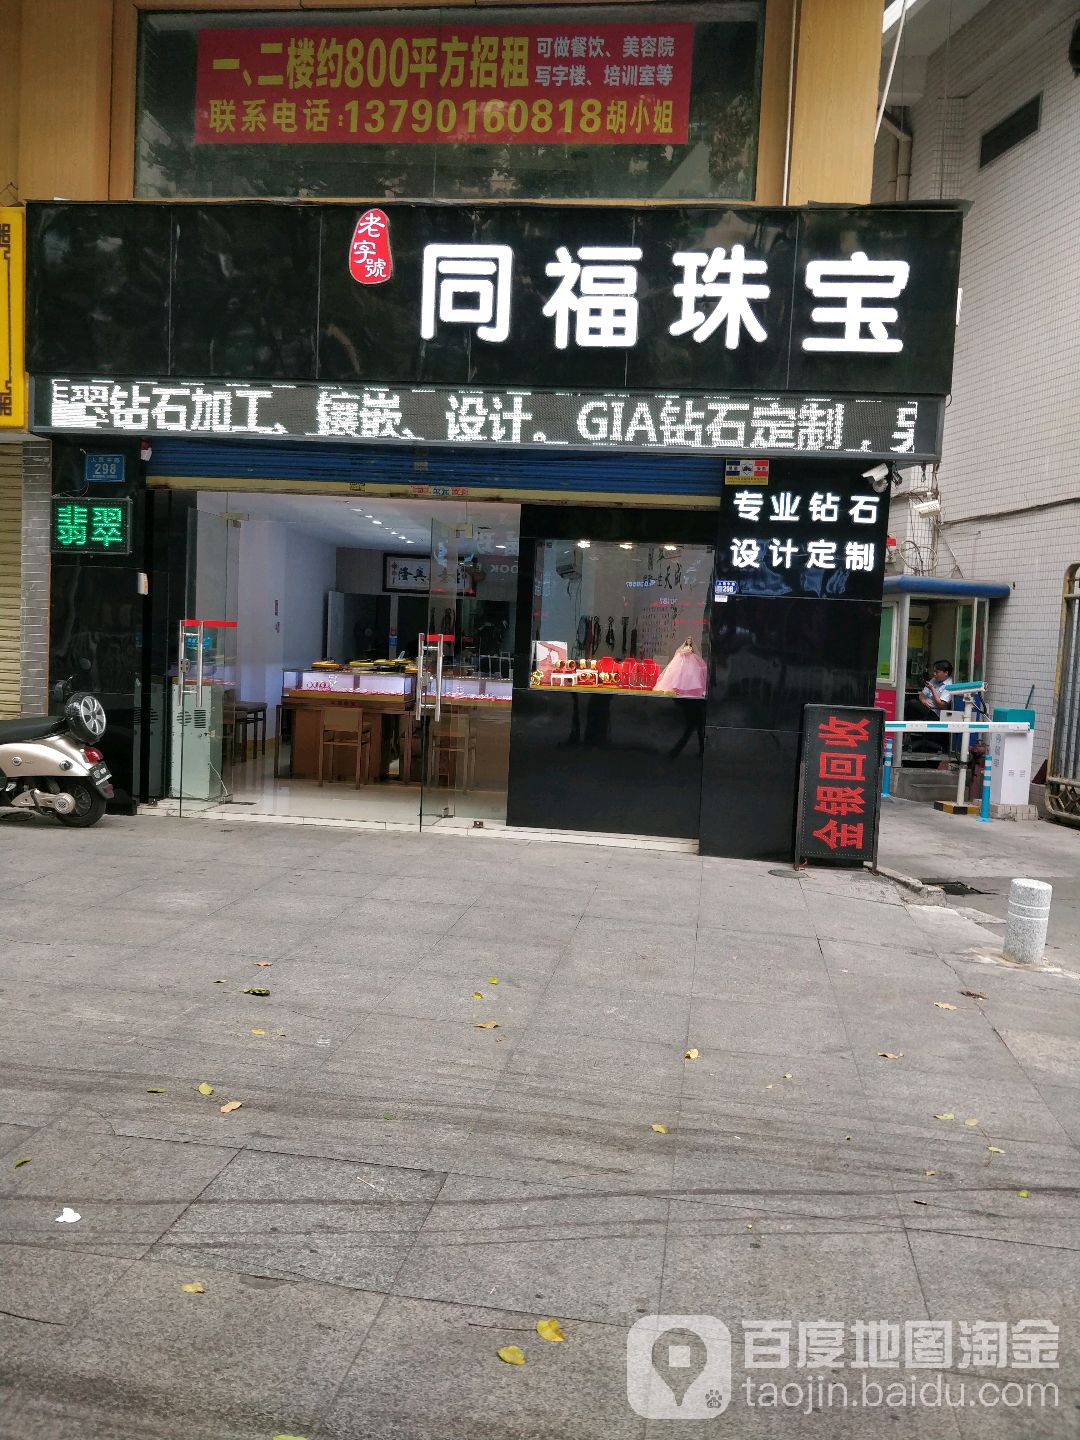 一、二楼约800平方招租
可做餐饮、美容院
写字楼、培训室等
联系电话:13790160818胡小姐
老字號
同福珠宝
翠钻石加工、镶嵌、设计。GIA钻石定制,
298
翡翠
专业钻石
设计定制
298
金银回收
百度地图淘金
taojin.baidu.com